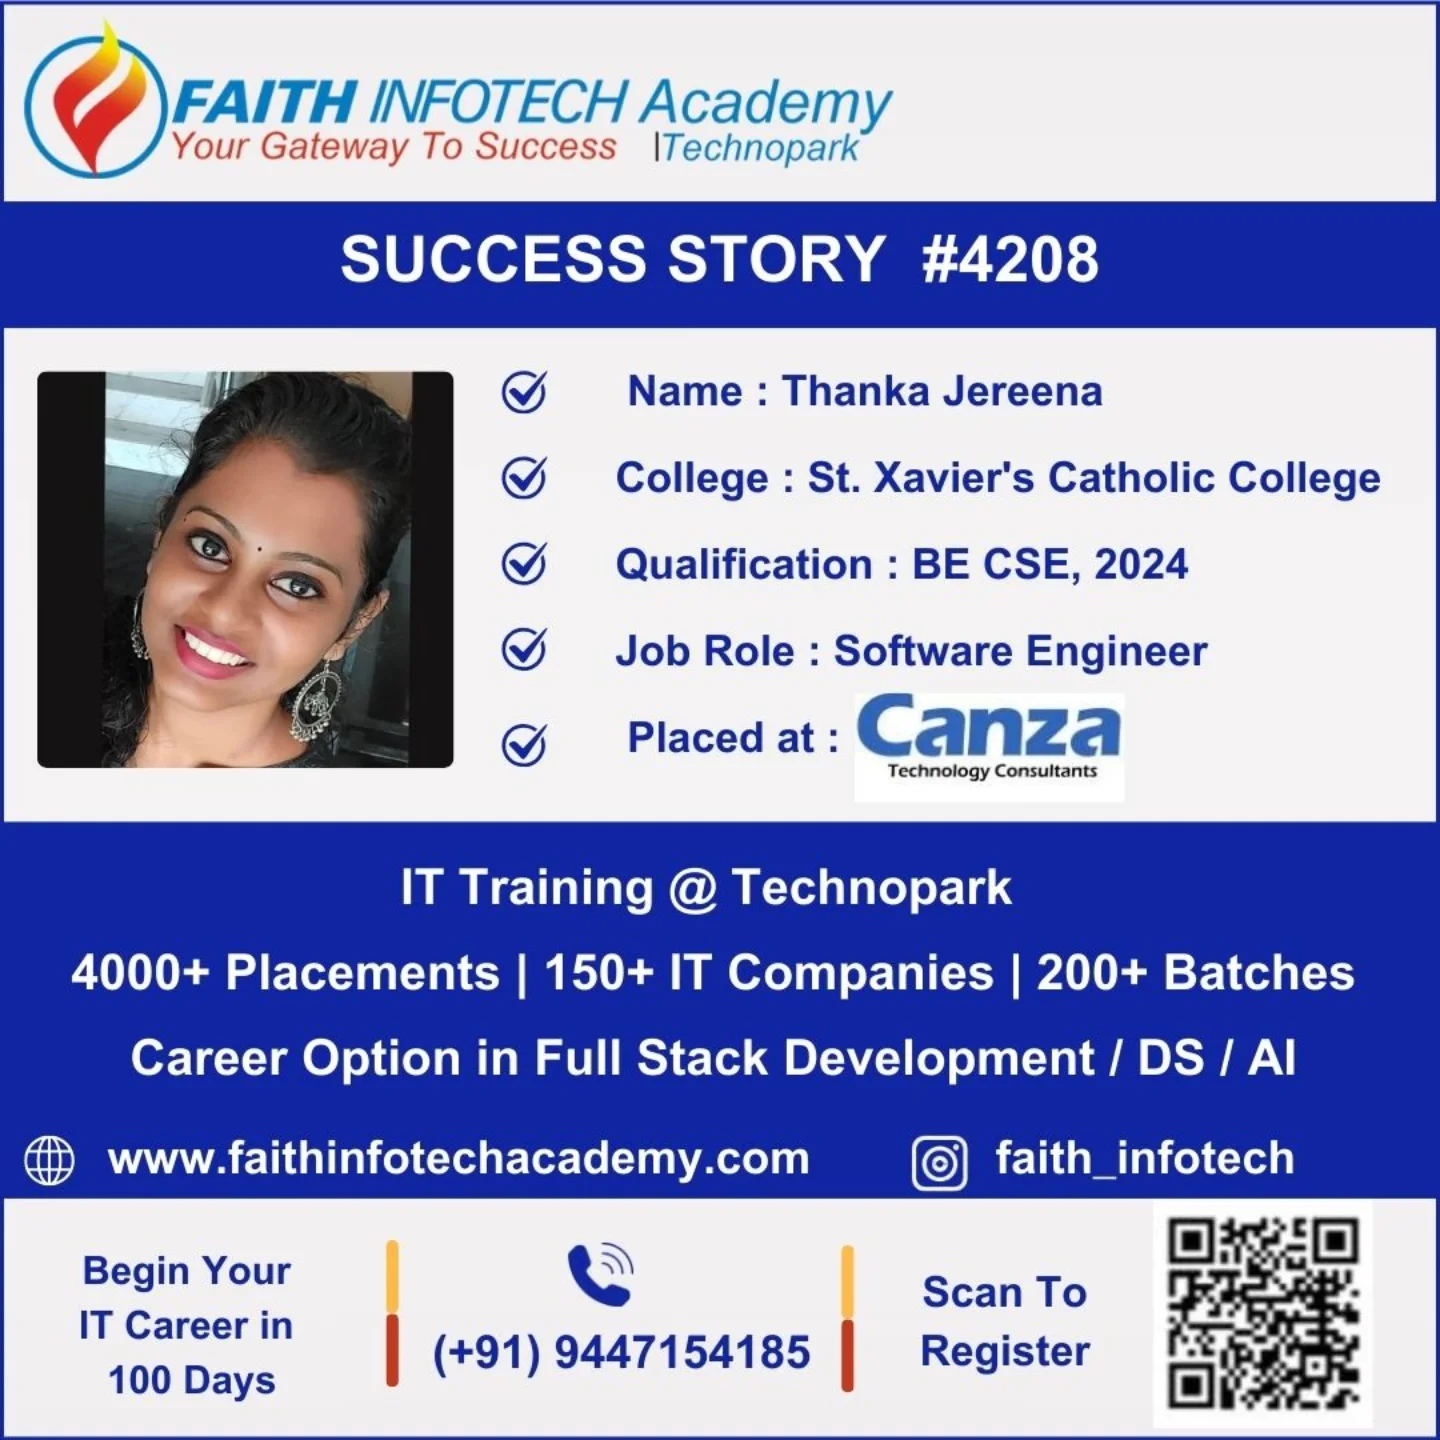 FAITH INFOTECH Academy
Your Gateway To Success |Technopark
SUCCESS STORY #4208
Name : Thanka Jereena
College : St. Xavier's Catholic College
Qualification : BE CSE, 2024
Job Role : Software Engineer
Placed at : Canza
Technology Consultants
IT Training @ Technopark
4000+ Placements | 150+ IT Companies | 200+ Batches
Career Option in Full Stack Development / DS / AI
www.faithinfotechacademy.com faith_infotech
Begin Your
IT Career in
100 Days
(+91) 9447154185
Scan To
Register